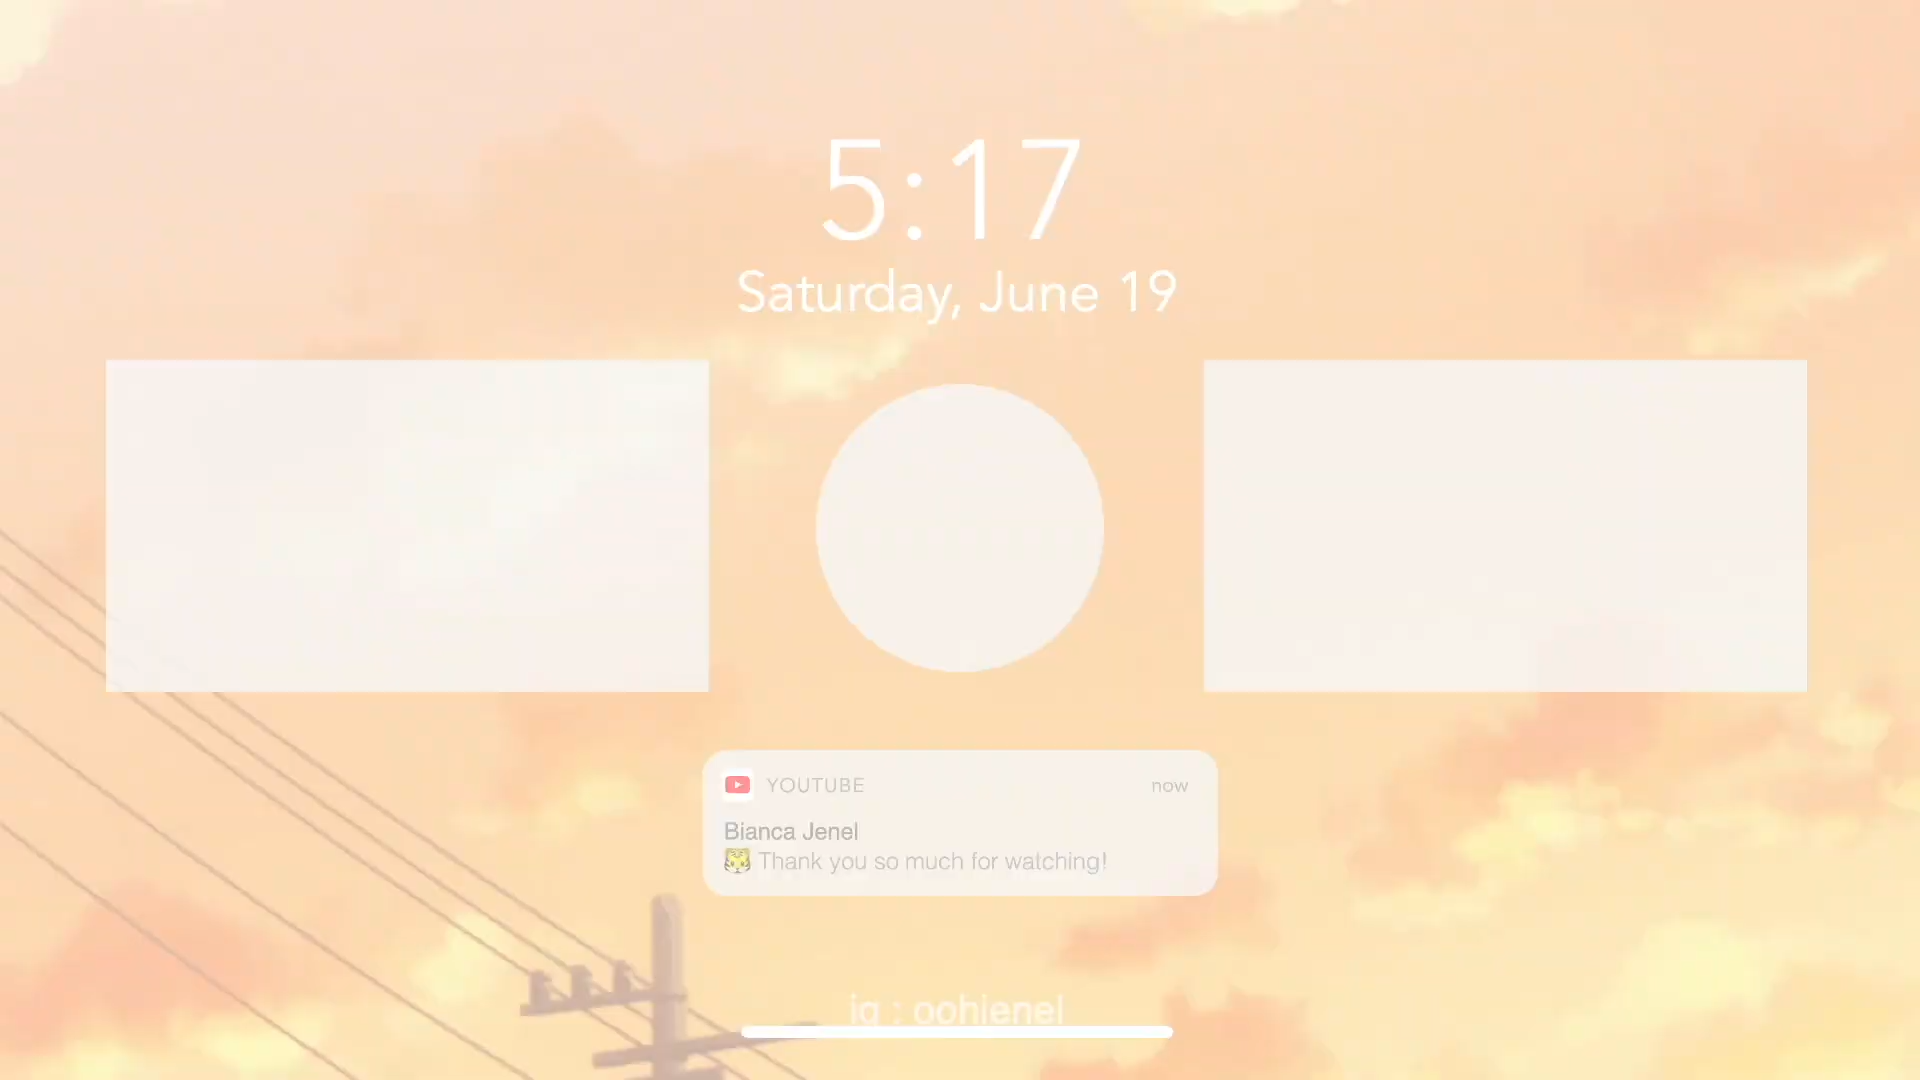 5:17
Saturday, June 19
YOUTUBE now
Bianca Jenel
🐯 Thank you so much for watching!
ig : oohjenel